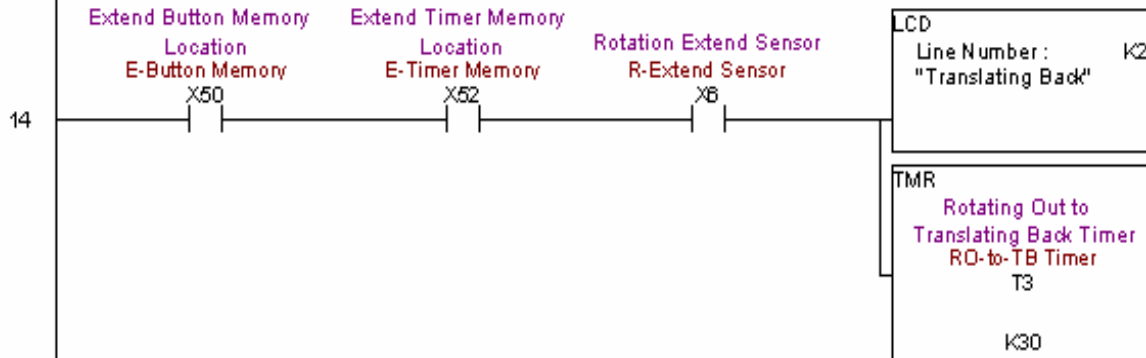 Extend Button Memory
Location
E-Button Memory
X50
Extend Timer Memory
Location
E-Timer Memory
X52
Rotation Extend Sensor
R-Extend Sensor
X6
14
LCD
Line Number : K2
"Translating Back"
TMR
Rotating Out to
Translating Back Timer
RO-to-TB Timer
T3
K30